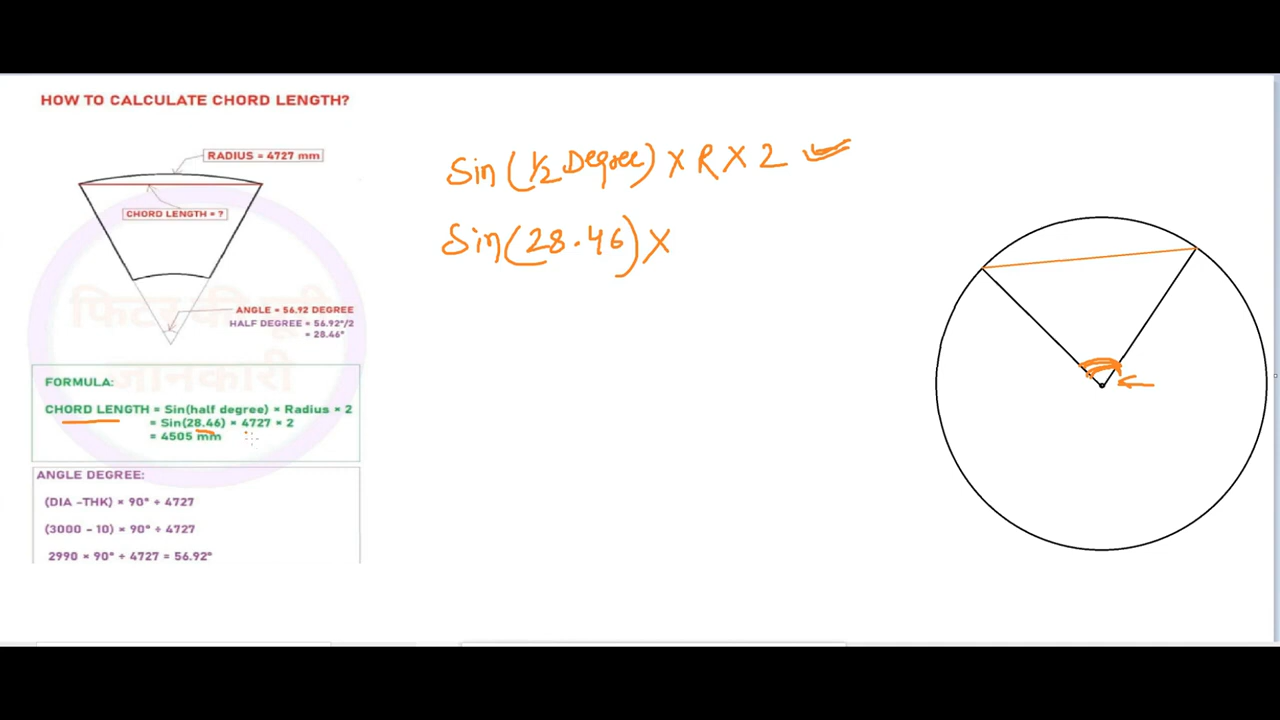 HOW TO CALCULATE CHORD LENGTH?
RADIUS = 4727 mm
CHORD LENGTH = ?
ANGLE = 56.92 DEGREE
HALF DEGREE = 56.92°/2
= 28.46°
FORMULA:
CHORD LENGTH = Sin(half degree) × Radius × 2
= Sin(28.46) × 4727 × 2
= 4505 mm
ANGLE DEGREE:
(DIA -THK) × 90° ÷ 4727
(3000 - 10) × 90° ÷ 4727
2990 × 90° ÷ 4727 = 56.92°
Sin (1/2 Degree) X R X 2
Sin (28.46) X
फिटर की
जानकारी